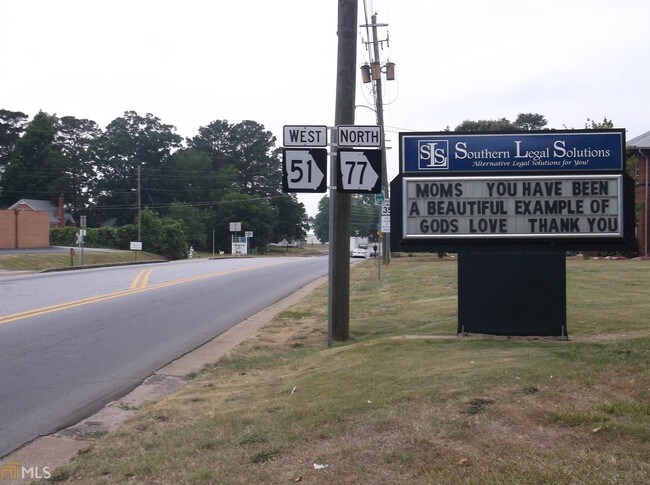 WEST
NORTH
51
77
SLS
Southern Legal Solutions
Alternative Legal Solutions for You!
MOMS YOU HAVE BEEN
A BEAUTIFUL EXAMPLE OF
GODS LOVE THANK YOU
35
MLS